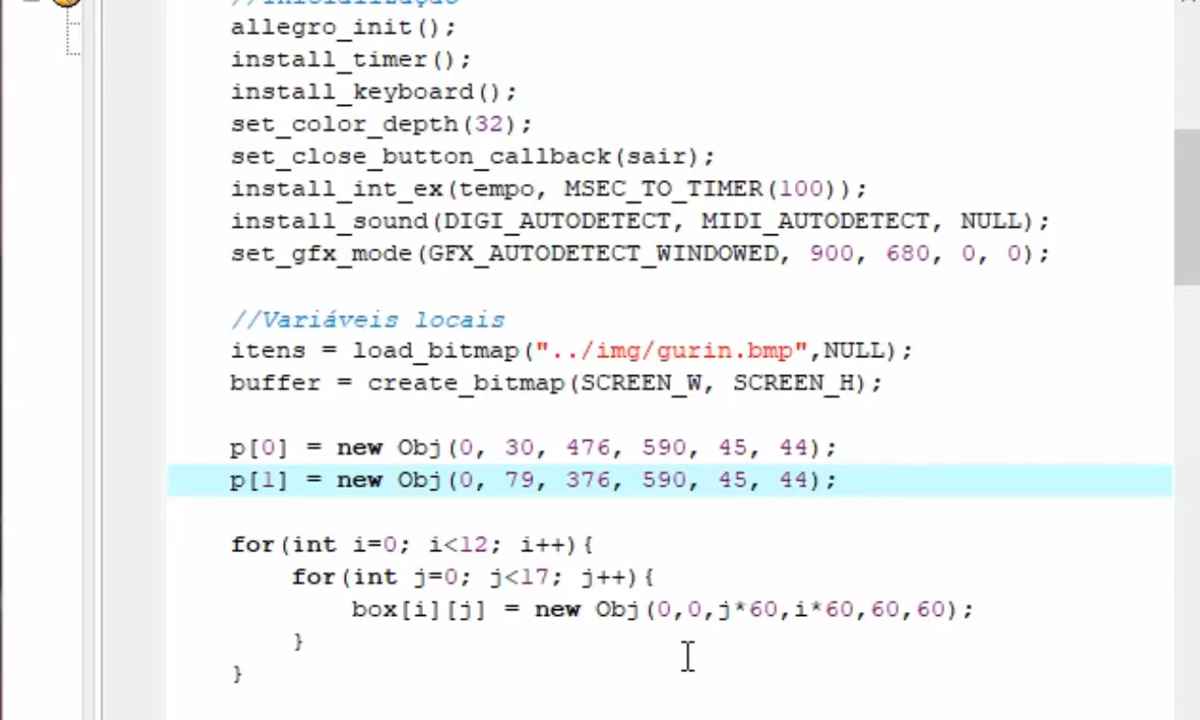 //Inicialização
allegro_init();
install_timer();
install_keyboard();
set_color_depth(32);
set_close_button_callback(sair);
install_int_ex(tempo, MSEC_TO_TIMER(100));
install_sound(DIGI_AUTODETECT, MIDI_AUTODETECT, NULL);
set_gfx_mode(GFX_AUTODETECT_WINDOWED, 900, 680, 0, 0);
//Variáveis locais
itens = load_bitmap("../img/gurin.bmp",NULL);
buffer = create_bitmap(SCREEN_W, SCREEN_H);
p[0] = new Obj(0, 30, 476, 590, 45, 44);
p[1] = new Obj(0, 79, 376, 590, 45, 44);
for(int i=0; i<12; i++){
for(int j=0; j<17; j++){
box[i][j] = new Obj(0,0,j*60,i*60,60,60);
}
}